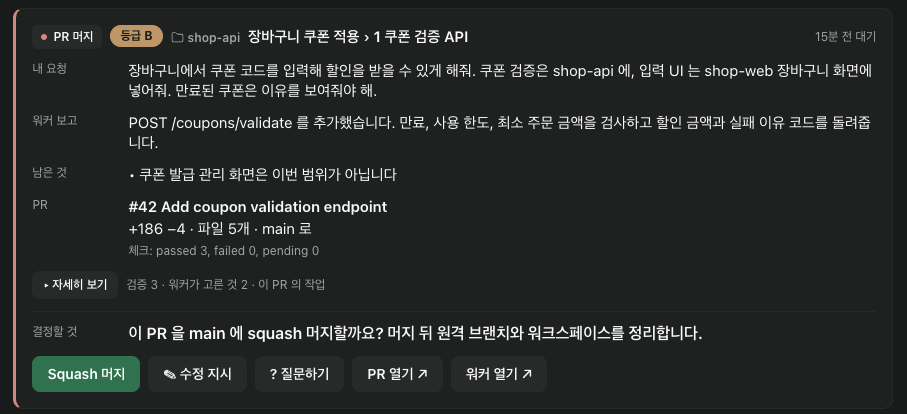 PR 머지 등급 B shop-api 장바구니 쿠폰 적용 › 1 쿠폰 검증 API 15분 전 대기
내 요청 장바구니에서 쿠폰 코드를 입력해 할인을 받을 수 있게 해줘. 쿠폰 검증은 shop-api 에, 입력 UI 는 shop-web 장바구니 화면에
넣어줘. 만료된 쿠폰은 이유를 보여줘야 해.
워커 보고 POST /coupons/validate 를 추가했습니다. 만료, 사용 한도, 최소 주문 금액을 검사하고 할인 금액과 실패 이유 코드를 돌려줍
니다.
남은 것 • 쿠폰 발급 관리 화면은 이번 범위가 아닙니다
PR #42 Add coupon validation endpoint
+186 −4 · 파일 5개 · main 로
체크: passed 3, failed 0, pending 0
▸ 자세히 보기 검증 3 · 워커가 고른 것 2 · 이 PR 의 작업
결정할 것 이 PR 을 main 에 squash 머지할까요? 머지 뒤 원격 브랜치와 워크스페이스를 정리합니다.
Squash 머지 ✎ 수정 지시 ? 질문하기 PR 열기 ↗ 워커 열기 ↗